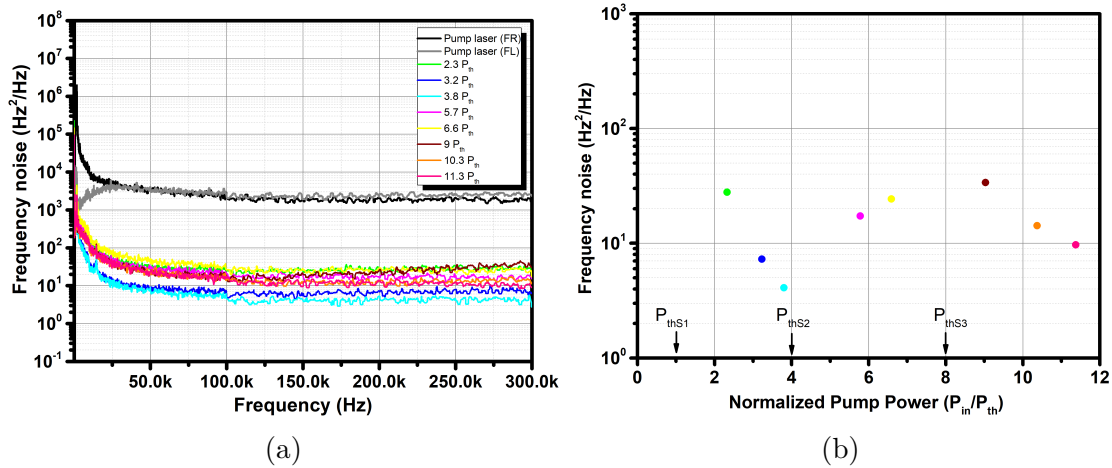 (a)
10^8
10^7
10^6
10^5
10^4
10^3
10^2
10^1
10^0
10^-1
Frequency noise (Hz^2/Hz)
Pump laser (FR)
Pump laser (FL)
2.3 P_th
3.2 P_th
3.8 P_th
5.7 P_th
6.6 P_th
9 P_th
10.3 P_th
11.3 P_th
50.0k 100.0k 150.0k 200.0k 250.0k 300.0k
Frequency (Hz)
(a)
(b)
10^3
10^2
10^1
10^0
Frequency noise (Hz^2/Hz)
P_thS1 P_thS2 P_thS3
0 2 4 6 8 10 12
Normalized Pump Power (P_in/P_th)
(b)